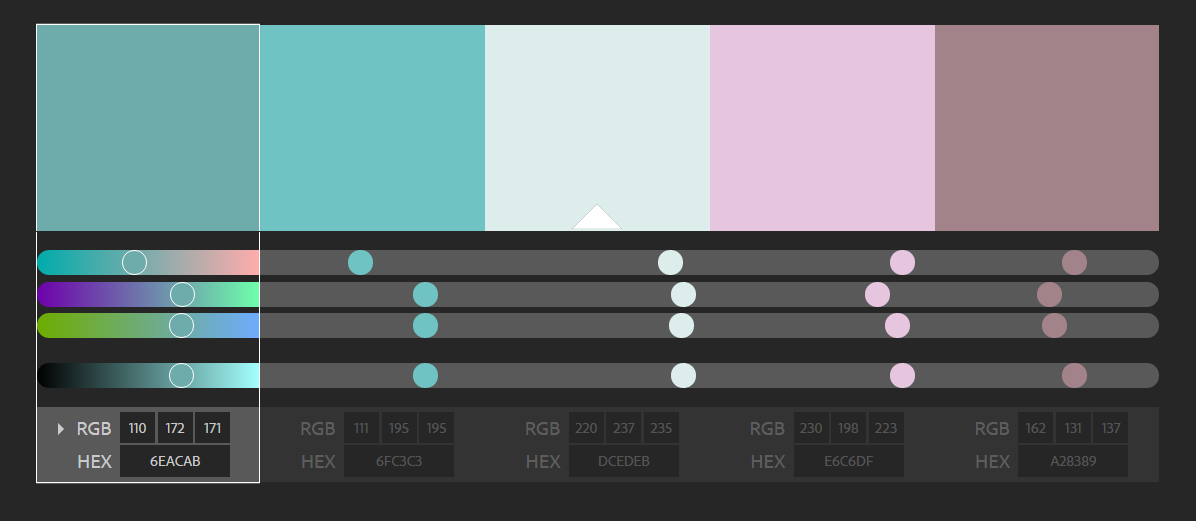 RGB 110 172 171 RGB 111 195 195 RGB 220 237 235 RGB 230 198 223 RGB 162 131 137
HEX 6EACAB HEX 6FC3C3 HEX DCEDEB HEX E6C6DF HEX A28389